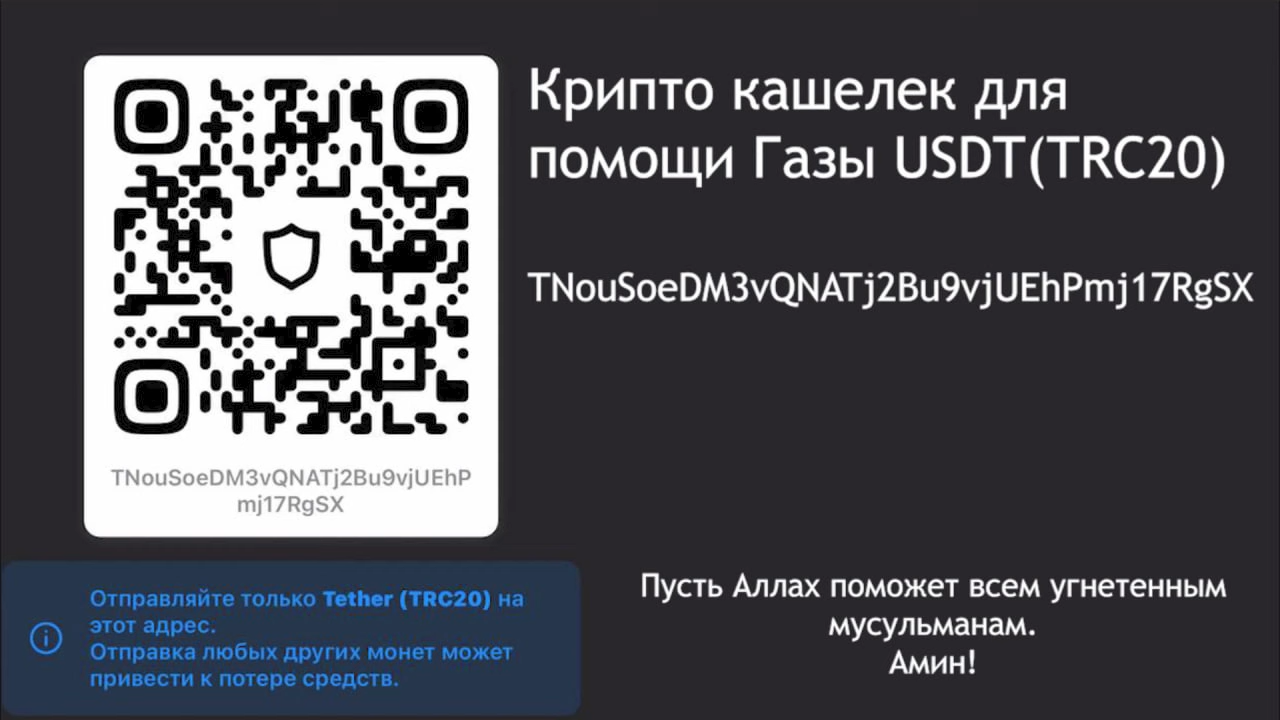 Крипто кашелек для
помощи Газы USDT(TRC20)
TNouSoeDM3vQNATj2Bu9vjUEhPmj17RgSX
TNouSoeDM3vQNATj2Bu9vjUEhP
mj17RgSX
Отправляйте только Tether (TRC20) на
этот адрес.
Отправка любых других монет может
привести к потере средств.
Пусть Аллах поможет всем угнетенным
мусульманам.
Амин!